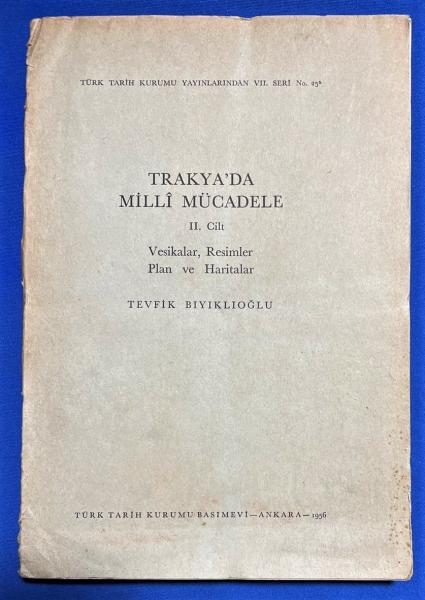 TÜRK TARİH KURUMU YAYINLARINDAN VII. SERİ No. 25ª
TRAKYA'DA
MİLLÎ MÜCADELE
II. Cilt
Vesikalar, Resimler
Plan ve Haritalar
TEVFİK BIYIKLIOĞLU
TÜRK TARİH KURUMU BASIMEVİ—ANKARA—1956